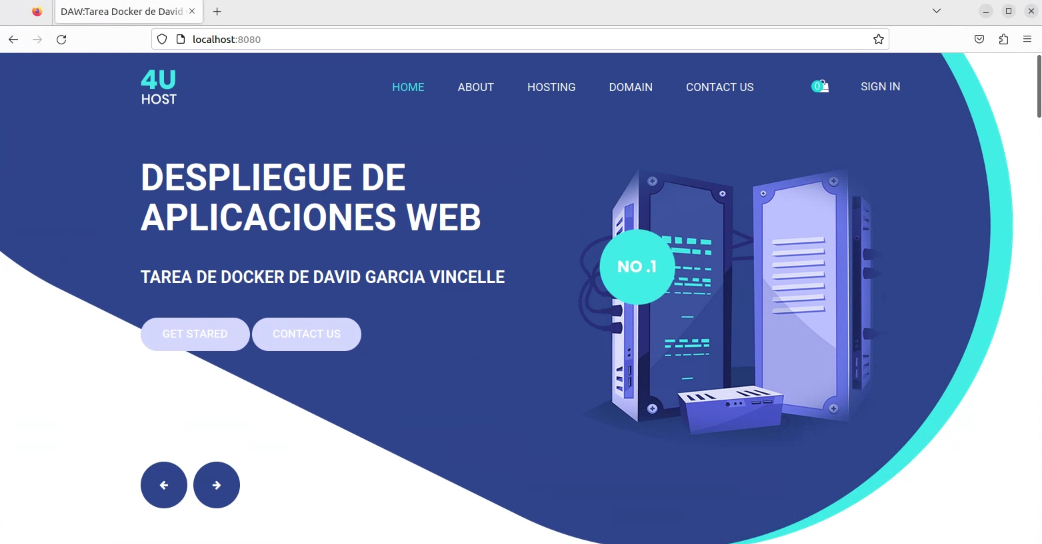 DAW:Tarea Docker de David
localhost:8080
4U
HOST
HOME
ABOUT
HOSTING
DOMAIN
CONTACT US
0
SIGN IN
DESPLIEGUE DE
APLICACIONES WEB
TAREA DE DOCKER DE DAVID GARCIA VINCELLE
NO .1
GET STARED
CONTACT US